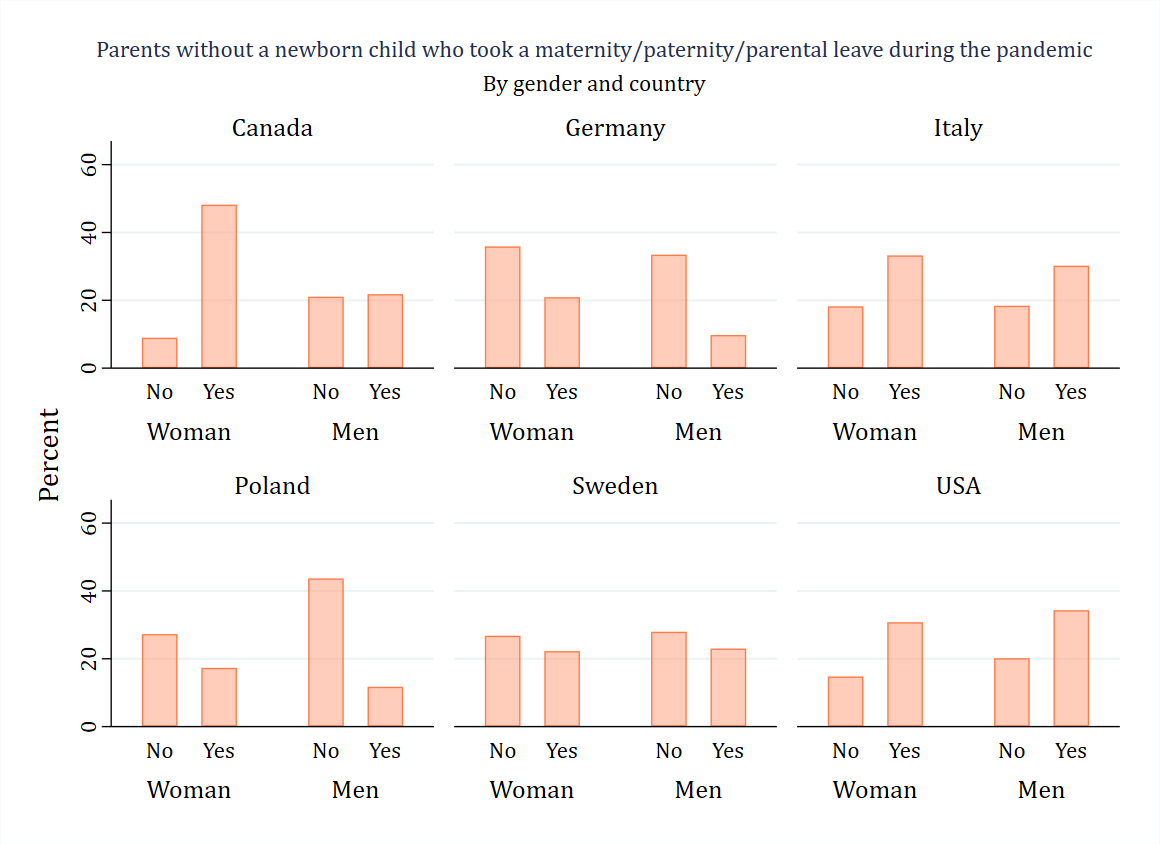 Parents without a newborn child who took a maternity/paternity/parental leave during the pandemic
By gender and country
Canada Germany Italy
60
40
20
0
No Yes No Yes No Yes No Yes No Yes No Yes
Woman Men Woman Men Woman Men
Percent
Poland Sweden USA
60
40
20
0
No Yes No Yes No Yes No Yes No Yes No Yes
Woman Men Woman Men Woman Men